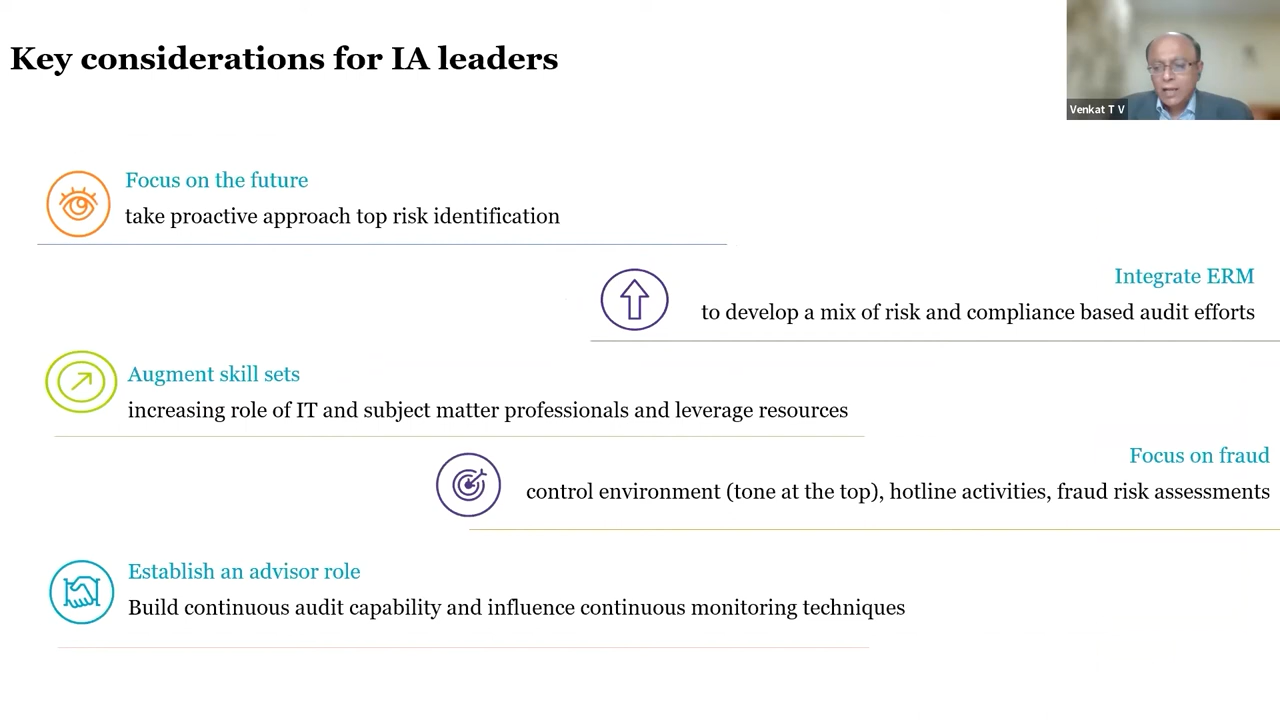 Key considerations for IA leaders
Venkat T V
Focus on the future
take proactive approach top risk identification
Integrate ERM
to develop a mix of risk and compliance based audit efforts
Augment skill sets
increasing role of IT and subject matter professionals and leverage resources
Focus on fraud
control environment (tone at the top), hotline activities, fraud risk assessments
Establish an advisor role
Build continuous audit capability and influence continuous monitoring techniques